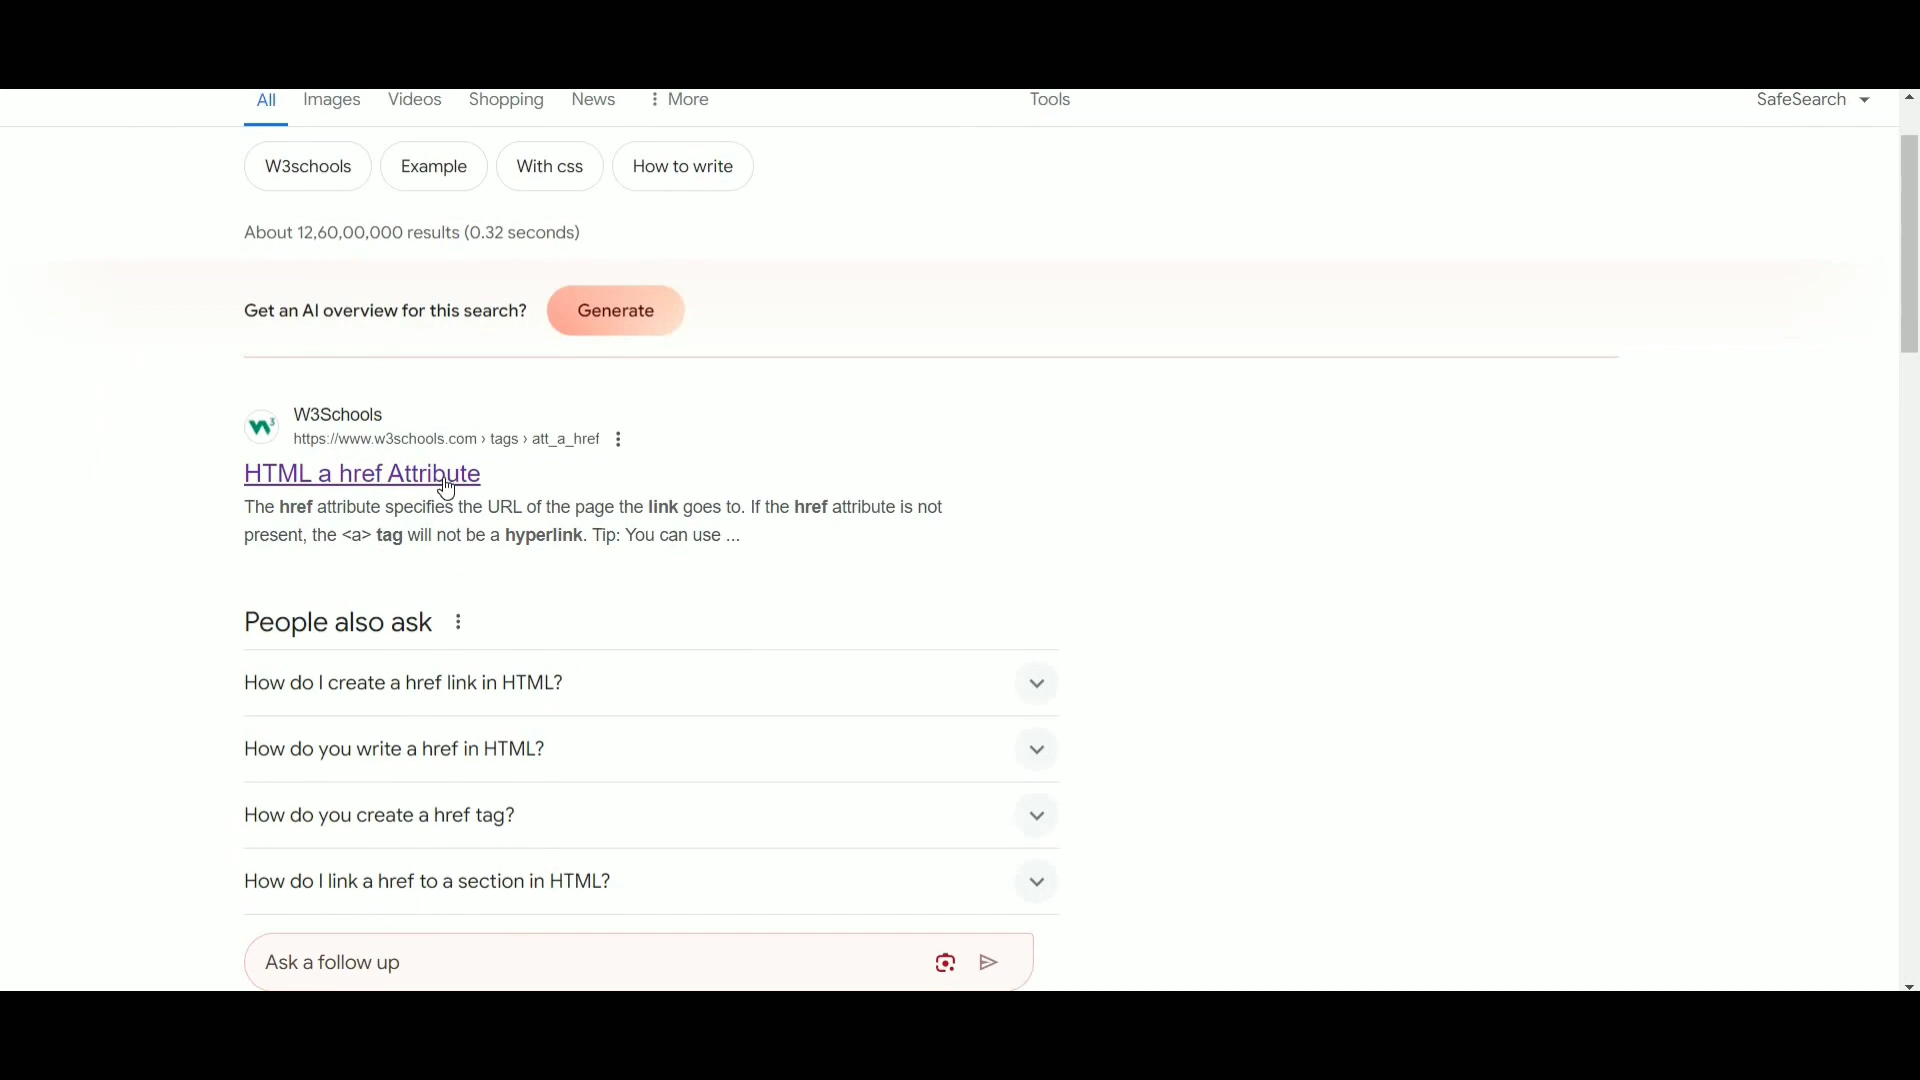 All Images Videos Shopping News More Tools SafeSearch
W3schools Example With css How to write
About 12,60,00,000 results (0.32 seconds)
Get an AI overview for this search? Generate
W3Schools
https://www.w3schools.com › tags › att_a_href
HTML a href Attribute
The href attribute specifies the URL of the page the link goes to. If the href attribute is not
present, the <a> tag will not be a hyperlink. Tip: You can use ...
People also ask
How do I create a href link in HTML?
How do you write a href in HTML?
How do you create a href tag?
How do I link a href to a section in HTML?
Ask a follow up